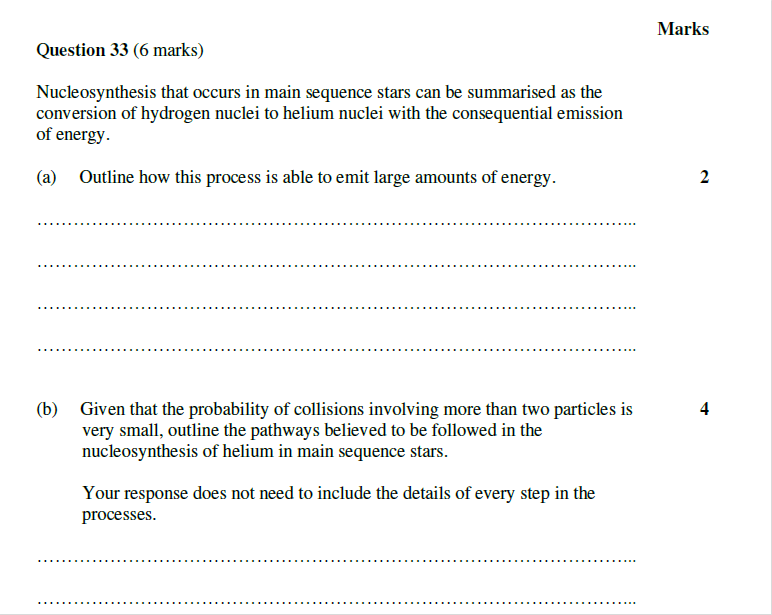 Marks
Question 33 (6 marks)
Nucleosynthesis that occurs in main sequence stars can be summarised as the
conversion of hydrogen nuclei to helium nuclei with the consequential emission
of energy.
(a) Outline how this process is able to emit large amounts of energy. 2
(b) Given that the probability of collisions involving more than two particles is 4
very small, outline the pathways believed to be followed in the
nucleosynthesis of helium in main sequence stars.
Your response does not need to include the details of every step in the
processes.